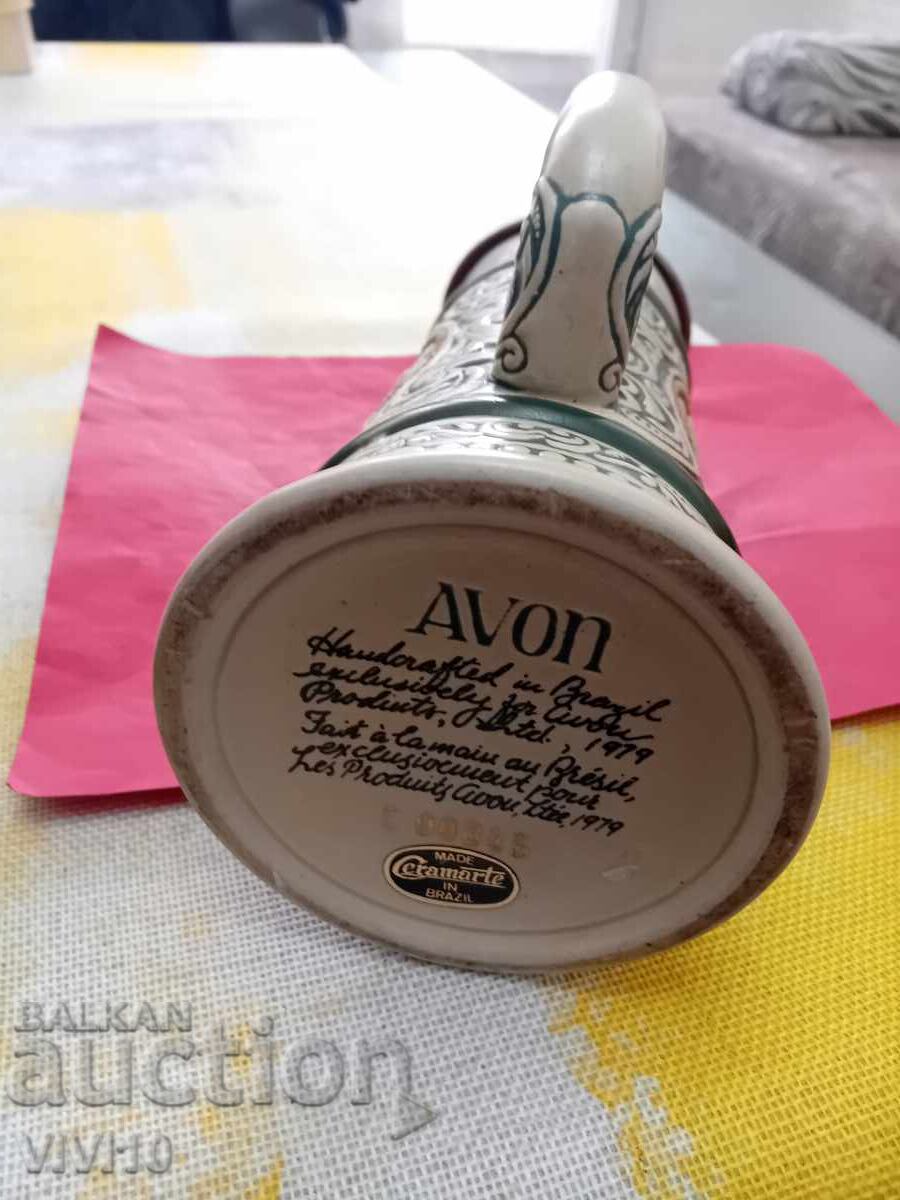 AVON
Handcrafted in Brazil
exclusively for Avon
Products, Ltd., 1979
Fait à la main au Brésil,
exclusivement pour
Les Produits Avon, Ltée, 1979
MADE
Ceramarte
IN
BRAZIL
BALKAN
auction
VIVI10